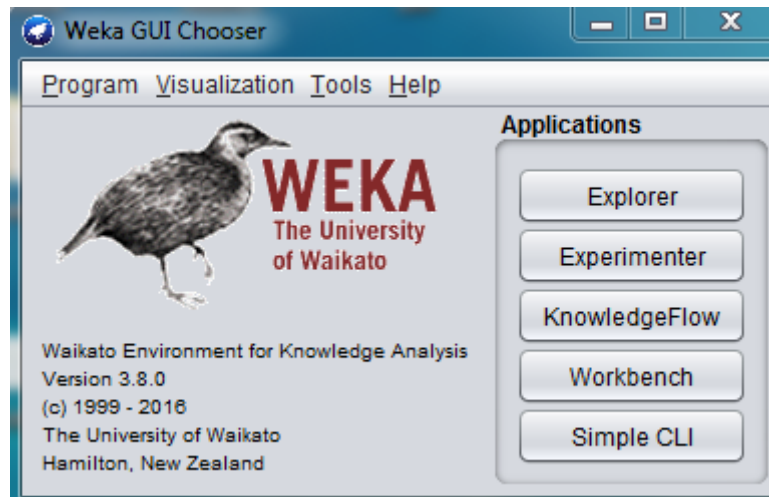 Weka GUI Chooser
Program Visualization Tools Help
WEKA
The University
of Waikato
Waikato Environment for Knowledge Analysis
Version 3.8.0
(c) 1999 - 2016
The University of Waikato
Hamilton, New Zealand
Applications
Explorer
Experimenter
KnowledgeFlow
Workbench
Simple CLI